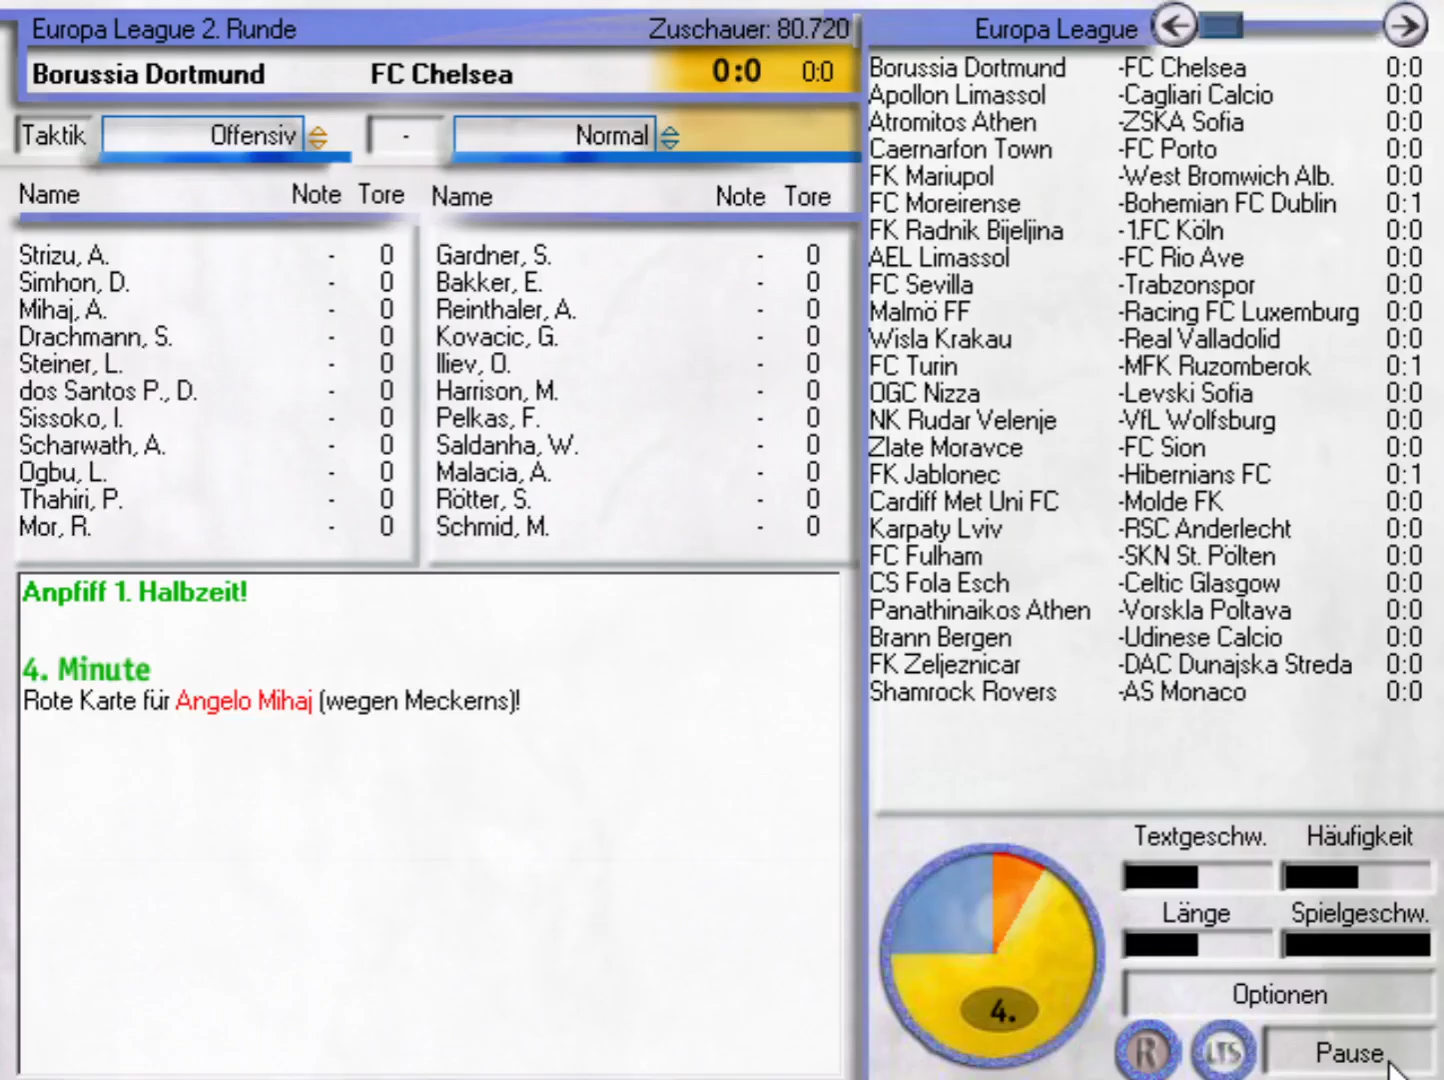 Europa League 2. Runde Zuschauer: 80.720
Borussia Dortmund FC Chelsea 0:0 0:0
Taktik Offensiv - Normal
Name Note Tore Name Note Tore
Strizu, A. - 0 Gardner, S. - 0
Simhon, D. - 0 Bakker, E. - 0
Mihaj, A. - 0 Reinthaler, A. - 0
Drachmann, S. - 0 Kovacic, G. - 0
Steiner, L. - 0 Iliev, O. - 0
dos Santos P., D. - 0 Harrison, M. - 0
Sissoko, I. - 0 Pelkas, F. - 0
Scharwath, A. - 0 Saldanha, W. - 0
Ogbu, L. - 0 Malacia, A. - 0
Thahiri, P. - 0 Rötter, S. - 0
Mor, R. - 0 Schmid, M. - 0
Anpfiff 1. Halbzeit!
4. Minute
Rote Karte für Angelo Mihaj (wegen Meckerns)!
Europa League
Borussia Dortmund -FC Chelsea 0:0
Apollon Limassol -Cagliari Calcio 0:0
Atromitos Athen -ZSKA Sofia 0:0
Caernarfon Town -FC Porto 0:0
FK Mariupol -West Bromwich Alb. 0:0
FC Moreirense -Bohemian FC Dublin 0:1
FK Radnik Bijeljina -1.FC Köln 0:0
AEL Limassol -FC Rio Ave 0:0
FC Sevilla -Trabzonspor 0:0
Malmö FF -Racing FC Luxemburg 0:0
Wisla Krakau -Real Valladolid 0:0
FC Turin -MFK Ruzomberok 0:1
OGC Nizza -Levski Sofia 0:0
NK Rudar Velenje -VfL Wolfsburg 0:0
Zlate Moravce -FC Sion 0:0
FK Jablonec -Hibernians FC 0:1
Cardiff Met Uni FC -Molde FK 0:0
Karpaty Lviv -RSC Anderlecht 0:0
FC Fulham -SKN St. Pölten 0:0
CS Fola Esch -Celtic Glasgow 0:0
Panathinaikos Athen -Vorskla Poltava 0:0
Brann Bergen -Udinese Calcio 0:0
FK Zeljeznicar -DAC Dunajska Streda 0:0
Shamrock Rovers -AS Monaco 0:0
Textgeschw. Häufigkeit
Länge Spielgeschw.
4.
Optionen
R LTS Pause